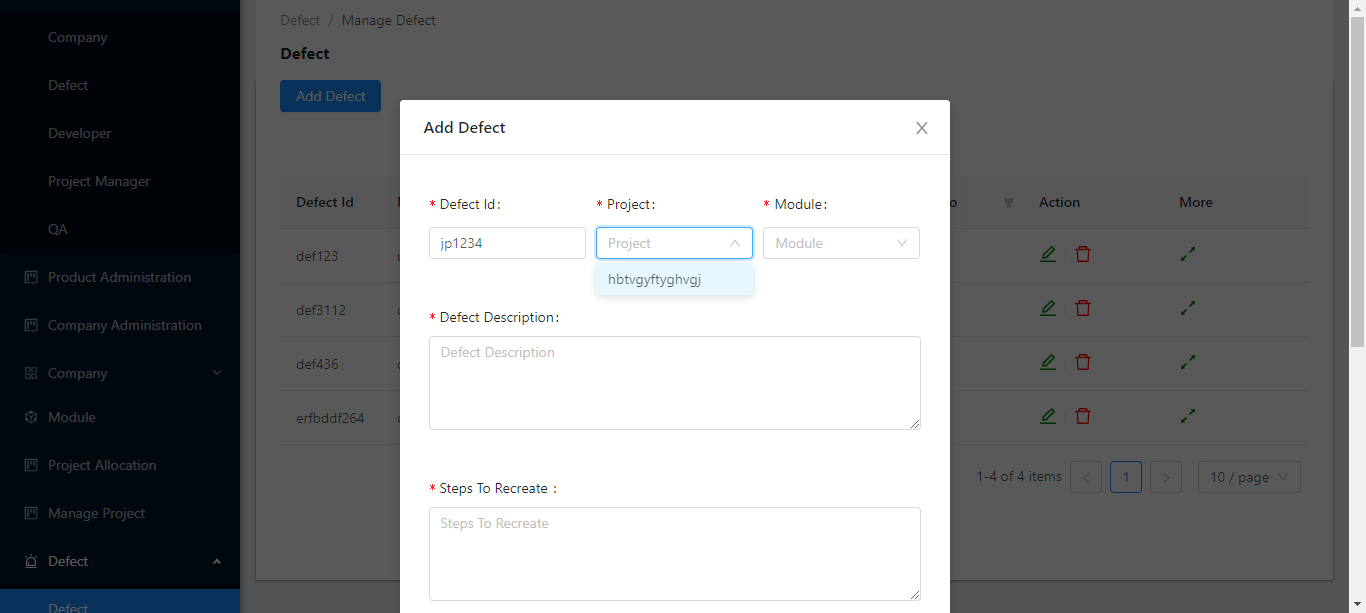 Company
Defect
Developer
Project Manager
QA
Product Administration
Company Administration
Company
Module
Project Allocation
Manage Project
Defect
Defect
Defect / Manage Defect
Defect
Add Defect
Defect Id Action More
def123
def3112
def436
erfbddf264
1-4 of 4 items < 1 > 10 / page
Add Defect
* Defect Id: * Project: * Module:
jp1234 Project Module
hbtvgyftyghvgj
* Defect Description:
Defect Description
* Steps To Recreate :
Steps To Recreate